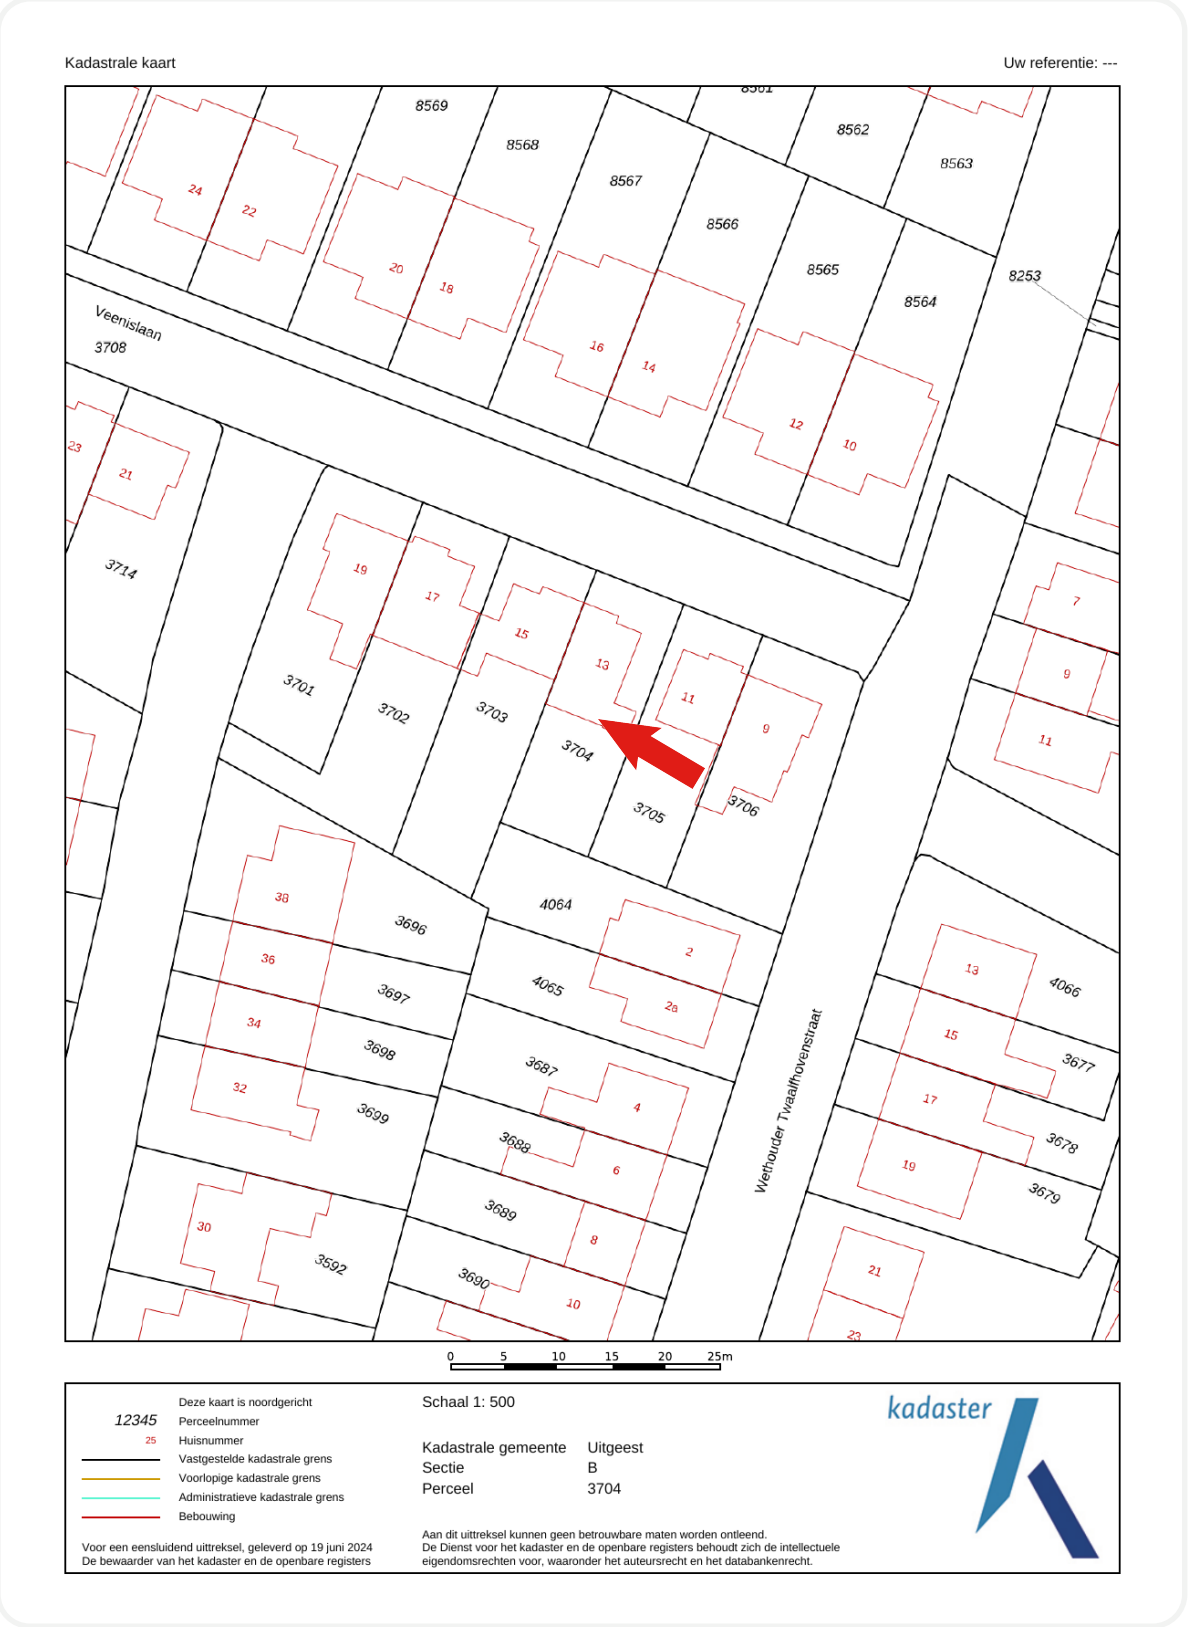 Kadastrale kaart
Uw referentie: ---
8561
8569
8562
8568
8563
8567
24
22
8566
20
18
8565
8253
8564
Veenislaan
3708
16
14
12
10
23
21
3714
19
17
15
13
11
9
7
9
11
3701
3702
3703
3704
3705
3706
38
3696
4064
2
36
3697
4065
2a
13
4066
34
3698
3687
15
3677
32
3699
4
17
3688
6
3678
19
3679
Wethouder Twaalfhovenstraat
30
3592
3689
8
3690
10
21
23
0 5 10 15 20 25m
Deze kaart is noordgericht
12345 Perceelnummer
25 Huisnummer
Vastgestelde kadastrale grens
Voorlopige kadastrale grens
Administratieve kadastrale grens
Bebouwing
Voor een eensluidend uittreksel, geleverd op 19 juni 2024
De bewaarder van het kadaster en de openbare registers
Schaal 1: 500
Kadastrale gemeente Uitgeest
Sectie B
Perceel 3704
Aan dit uittreksel kunnen geen betrouwbare maten worden ontleend.
De Dienst voor het kadaster en de openbare registers behoudt zich de intellectuele
eigendomsrechten voor, waaronder het auteursrecht en het databankenrecht.
kadaster